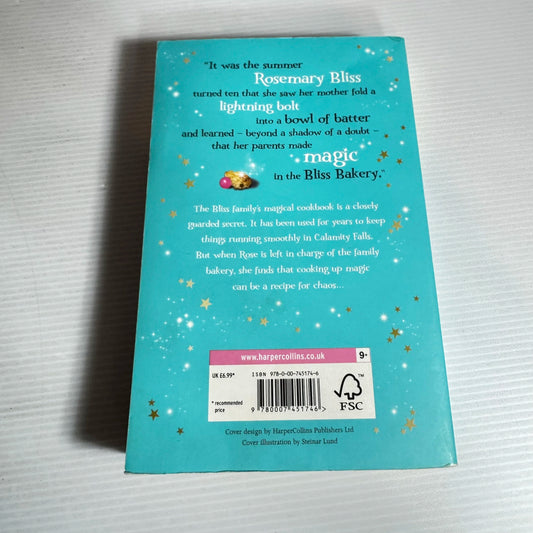 "It was the summer
Rosemary Bliss
turned ten that she saw her mother fold a
lightning bolt
into a bowl of batter
and learned – beyond a shadow of a doubt –
that her parents made
magic
in the Bliss Bakery."
The Bliss family's magical cookbook is a closely
guarded secret. It has been used for years to keep
things running smoothly in Calamity Falls.
But when Rose is left in charge of the family
bakery, she finds that cooking up magic
can be a recipe for chaos...
www.harpercollins.co.uk
9+
UK £6.99*
ISBN 978-0-00-745174-6
* recommended
price
9 780007 451746 >
FSC
™
Cover design by HarperCollins Publishers Ltd
Cover illustration by Steinar Lund